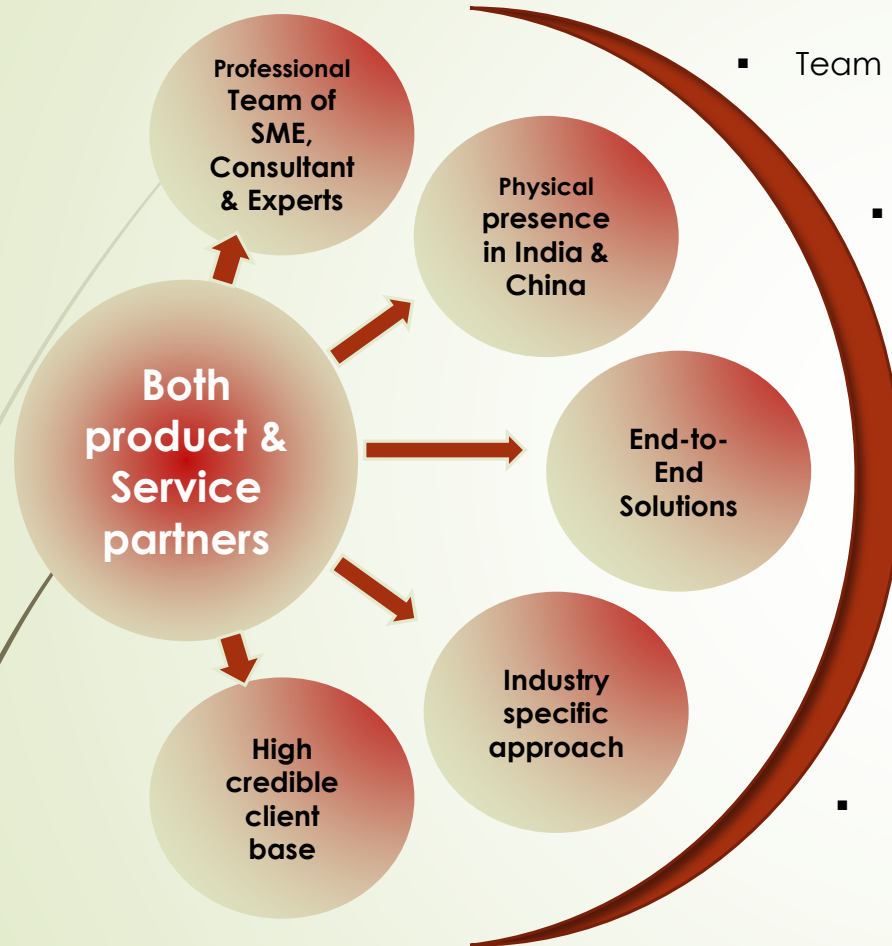 Professional
Team of
SME,
Consultant
& Experts
▪ Team
Physical
presence
in India &
China
▪
Both
product &
Service
partners
End-to-
End
Solutions
Industry
specific
approach
High
credible
client
base
▪